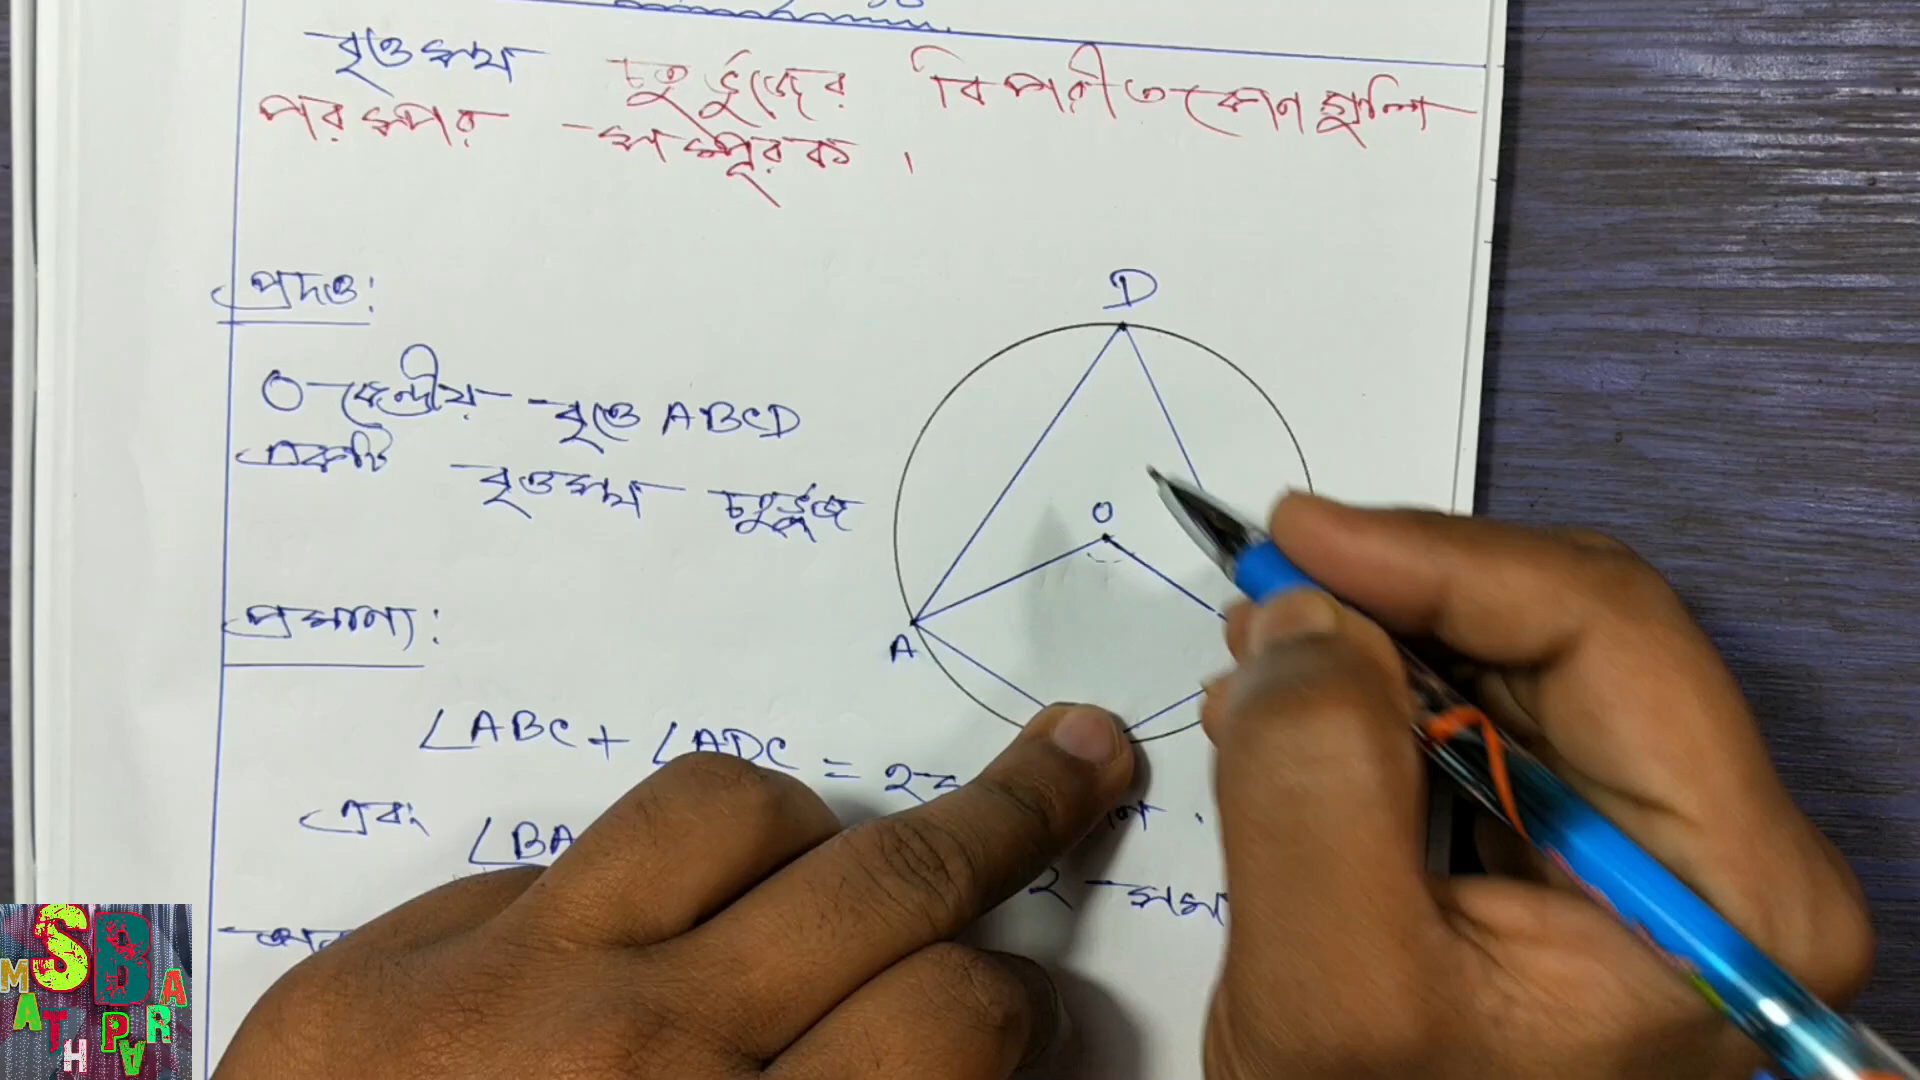 বৃত্তস্থ চতুর্ভুজের বিপরীত কোনগুলি
পরস্পর সম্পূরক ।
প্রদত্ত:
O কেন্দ্রীয় বৃত্তে ABCD
একটি বৃত্তস্থ চতুর্ভুজ
প্রমাণ্য:
∠ABC + ∠ADC = 2
এবং ∠BA
2 সম
D
O
A
SB
MATH PARA